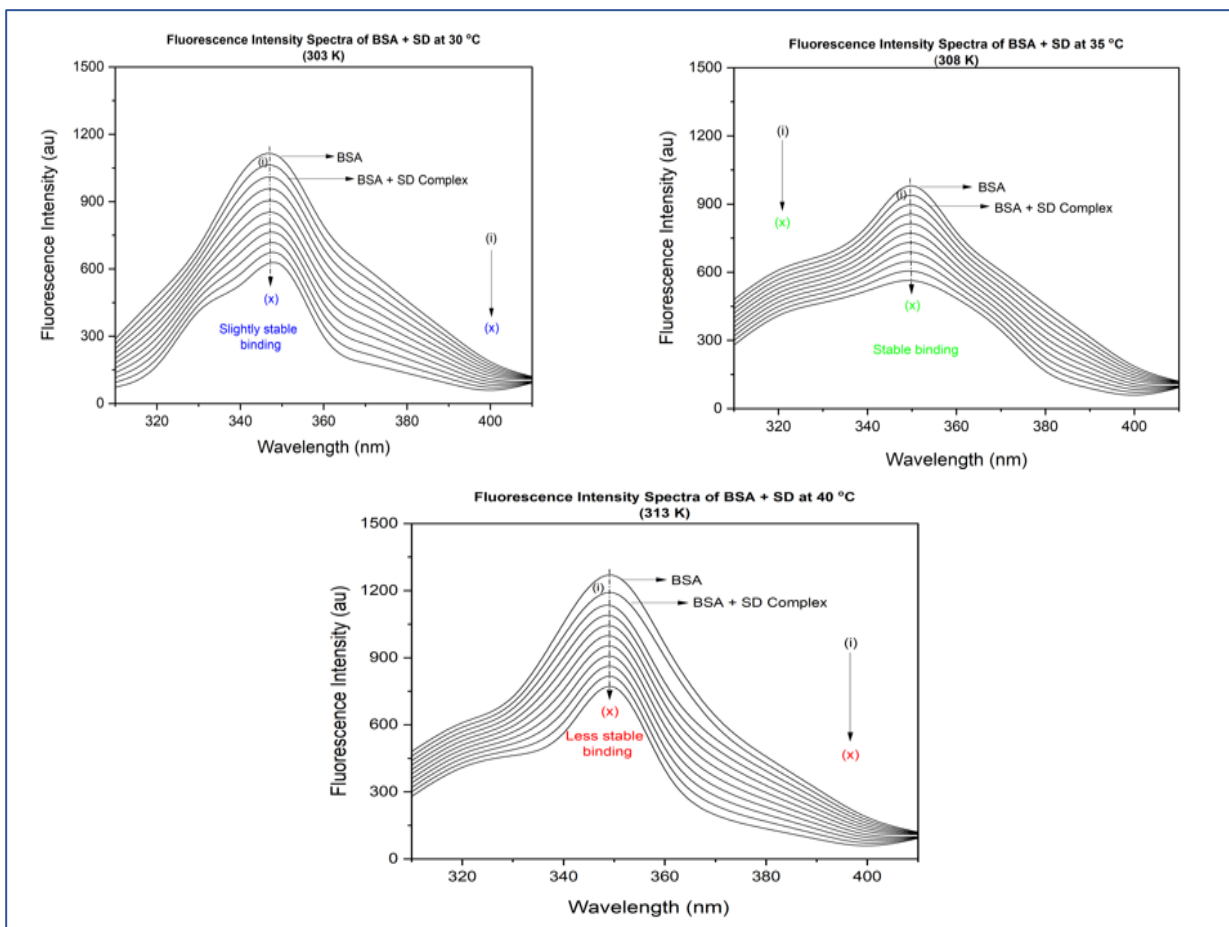 Fluorescence Intensity Spectra of BSA + SD at 30 °C
(303 K)
1500
1200
900
600
300
0
Fluorescence Intensity (au)
(i)
BSA
BSA + SD Complex
(i)
(x)
(x)
Slightly stable
binding
320
340
360
380
400
Wavelength (nm)
Fluorescence Intensity Spectra of BSA + SD at 35 °C
(308 K)
1500
1200
900
600
300
0
Fluorescence Intensity (au)
(i)
(x)
(i)
BSA
BSA + SD Complex
(x)
Stable binding
320
340
360
380
400
Wavelength (nm)
Fluorescence Intensity Spectra of BSA + SD at 40 °C
(313 K)
1500
1200
900
600
300
0
Fluorescence Intensity (au)
(i)
BSA
BSA + SD Complex
(i)
(x)
(x)
Less stable
binding
320
340
360
380
400
Wavelength (nm)